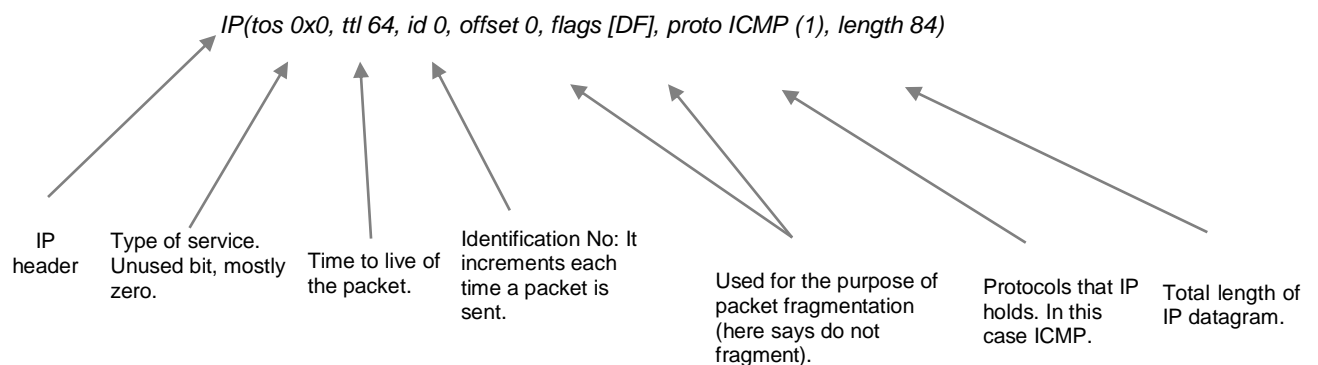 IP(tos 0x0, ttl 64, id 0, offset 0, flags [DF], proto ICMP (1), length 84)
IP
header
Type of service.
Unused bit, mostly
zero.
Time to live of
the packet.
Identification No: It
increments each
time a packet is
sent.
Used for the purpose of
packet fragmentation
(here says do not
fragment).
Protocols that IP
holds. In this
case ICMP.
Total length of
IP datagram.